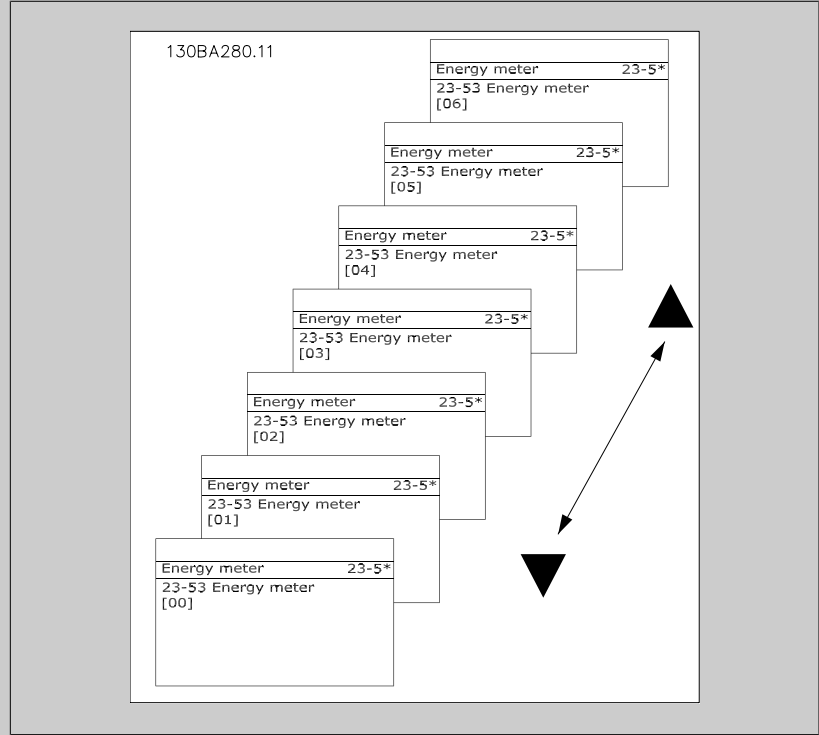 130BA280.11
Energy meter 23-5*
23-53 Energy meter
[06]
Energy meter 23-5*
23-53 Energy meter
[05]
Energy meter 23-5*
23-53 Energy meter
[04]
Energy meter 23-5*
23-53 Energy meter
[03]
Energy meter 23-5*
23-53 Energy meter
[02]
Energy meter 23-5*
23-53 Energy meter
[01]
Energy meter 23-5*
23-53 Energy meter
[00]